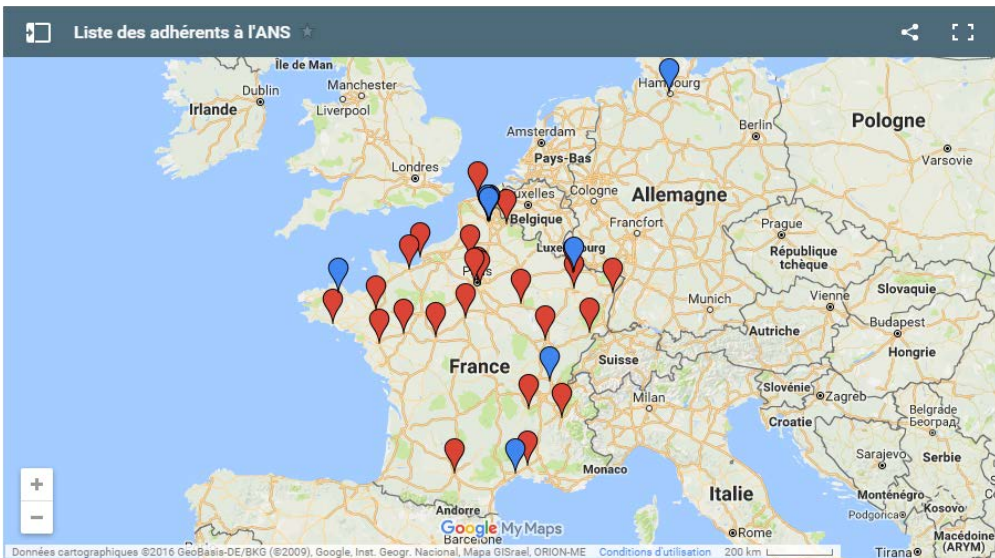 Liste des adhérents à l'ANS
Île de Man
Dublin
Manchester
Hambourg
Irlande
Liverpool
Berlin
Pologne
Amsterdam
Varsovie
Londres
Pays-Bas
Cologne
Allemagne
Belgique
Francfort
Prague
Luxembourg
République
tchèque
Paris
Slovaquie
Munich
Vienne
Budapest
Autriche
Hongrie
France
Suisse
Slovénie
Zagreb
Milan
Croatie
Belgrade
Београд
Sarajevo
Serbie
Monaco
Monténégro
Kosovo
Italie
Andorre
Podgorica
Macédoine
(ARYM)
Google My Maps
Barcelone
Rome
Tirana
+
−
Données cartographiques ©2016 GeoBasis-DE/BKG (©2009), Google, Inst. Geogr. Nacional, Mapa GISrael, ORION-ME Conditions d'utilisation 200 km